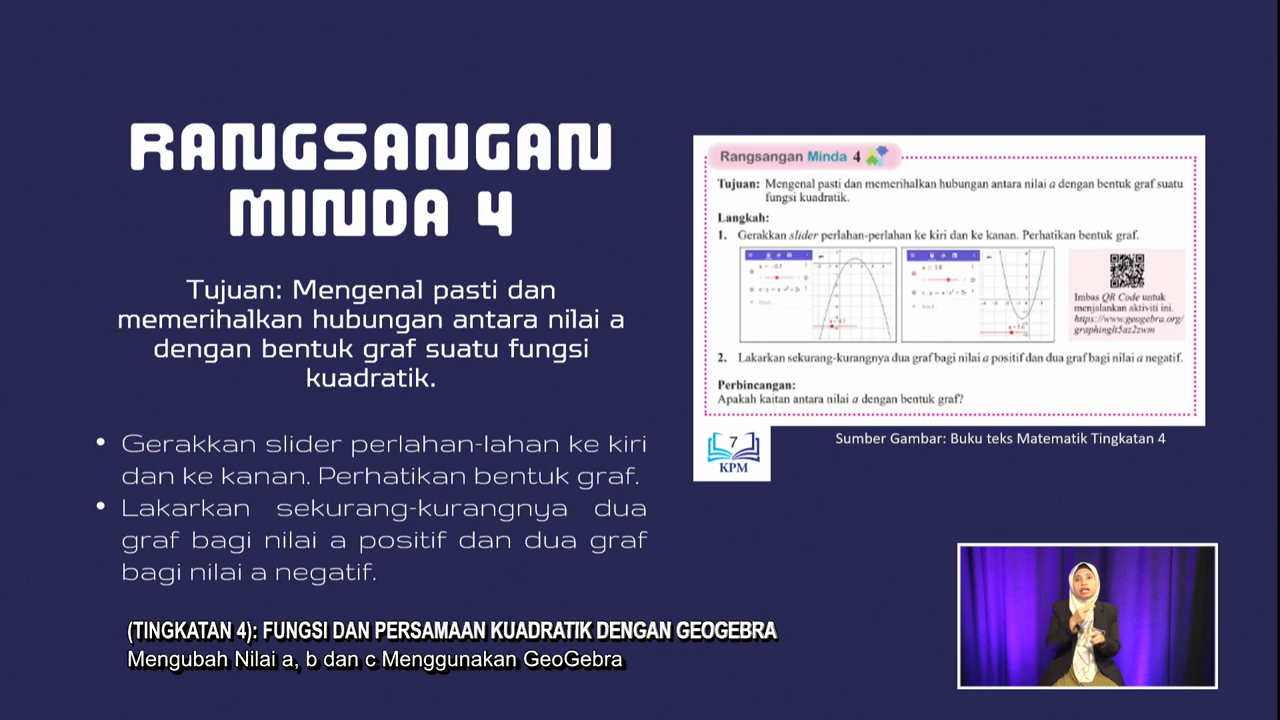 RANGSANGAN
MINDA 4
Tujuan: Mengenal pasti dan
memerihalkan hubungan antara nilai a
dengan bentuk graf suatu fungsi
kuadratik.
• Gerakkan slider perlahan-lahan ke kiri
dan ke kanan. Perhatikan bentuk graf.
• Lakarkan sekurang-kurangnya dua
graf bagi nilai a positif dan dua graf
bagi nilai a negatif.
Rangsangan Minda 4
Tujuan: Mengenal pasti dan memerihalkan hubungan antara nilai a dengan bentuk graf suatu
fungsi kuadratik.
Langkah:
1. Gerakkan slider perlahan-perlahan ke kiri dan ke kanan. Perhatikan bentuk graf.
Imbas QR Code untuk
menjalankan aktiviti ini.
https://www.geogebra.org/
2. Lakarkan sekurang-kurangnya dua graf bagi nilai a positif dan dua graf bagi nilai a negatif.
Perbincangan:
Apakah kaitan antara nilai a dengan bentuk graf?
7
KPM
Sumber Gambar: Buku teks Matematik Tingkatan 4
(TINGKATAN 4): FUNGSI DAN PERSAMAAN KUADRATIK DENGAN GEOGEBRA
Mengubah Nilai a, b dan c Menggunakan GeoGebra